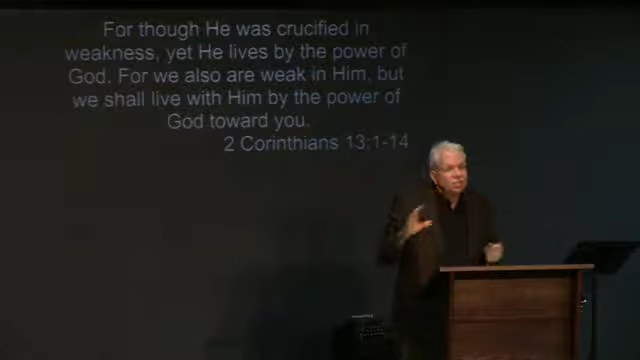 For though He was crucified in
weakness, yet He lives by the power of
God. For we also are weak in Him, but
we shall live with Him by the power of
God toward you.
2 Corinthians 13:1-14